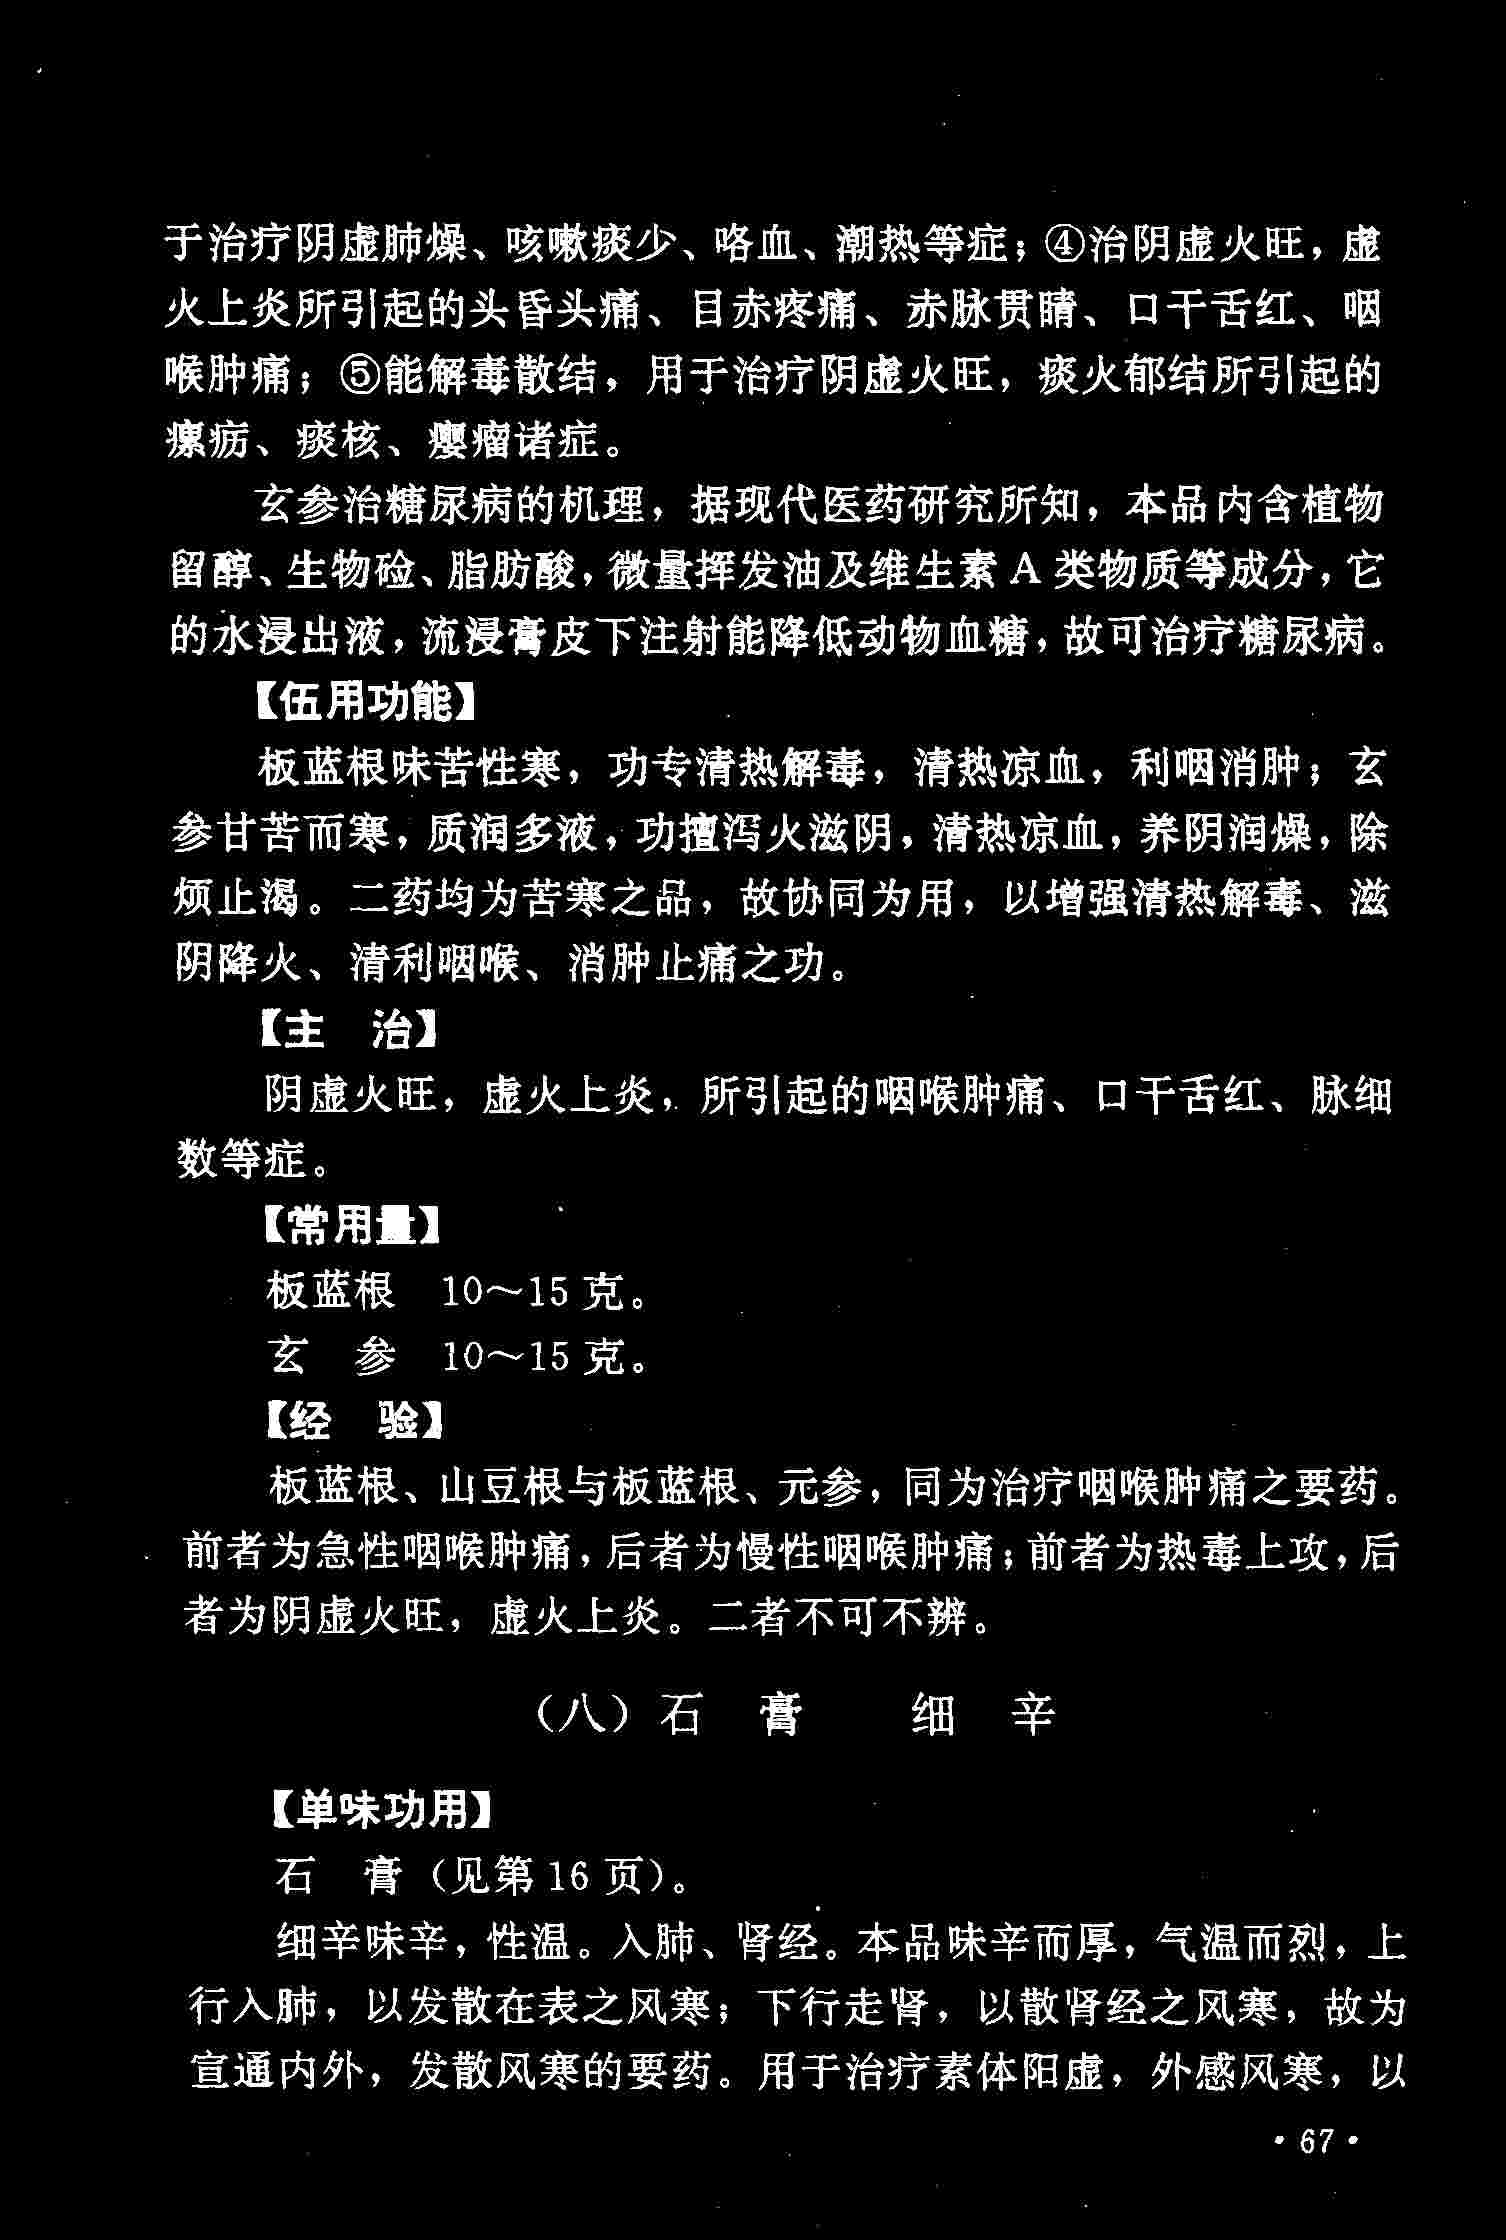 于治疗阴虚肺燥、咳嗽痰少、咯血、潮热等症；④治阴虚火旺，虚
火上炎所引起的头昏头痛、目赤疼痛、赤脉贯睛、口干舌红、咽
喉肿痛；⑤能解毒散结，用于治疗阴虚火旺，痰火郁结所引起的
瘰疬、痰核、瘿瘤诸症。
玄参治糖尿病的机理，据现代医药研究所知，本品内含植物
留醇、生物硷、脂肪酸，微量挥发油及维生素 A 类物质等成分，它
的水浸出液，流浸膏皮下注射能降低动物血糖，故可治疗糖尿病。
【伍用功能】
板蓝根味苦性寒，功专清热解毒，清热凉血，利咽消肿；玄
参甘苦而寒，质润多液，功擅泻火滋阴，清热凉血，养阴润燥，除
烦止渴。二药均为苦寒之品，故协同为用，以增强清热解毒、滋
阴降火、清利咽喉、消肿止痛之功。
【主　治】
阴虚火旺，虚火上炎，所引起的咽喉肿痛、口干舌红、脉细
数等症。
【常用量】
板蓝根　10～15 克。
玄　参　10～15 克。
【经　验】
板蓝根、山豆根与板蓝根、元参，同为治疗咽喉肿痛之要药。
前者为急性咽喉肿痛，后者为慢性咽喉肿痛；前者为热毒上攻，后
者为阴虚火旺，虚火上炎。二者不可不辨。
（八）石　膏　　细　辛
【单味功用】
石　膏（见第 16 页）。
细辛味辛，性温。入肺、肾经。本品味辛而厚，气温而烈，上
行入肺，以发散在表之风寒；下行走肾，以散肾经之风寒，故为
宣通内外，发散风寒的要药。用于治疗素体阳虚，外感风寒，以
· 67 ·